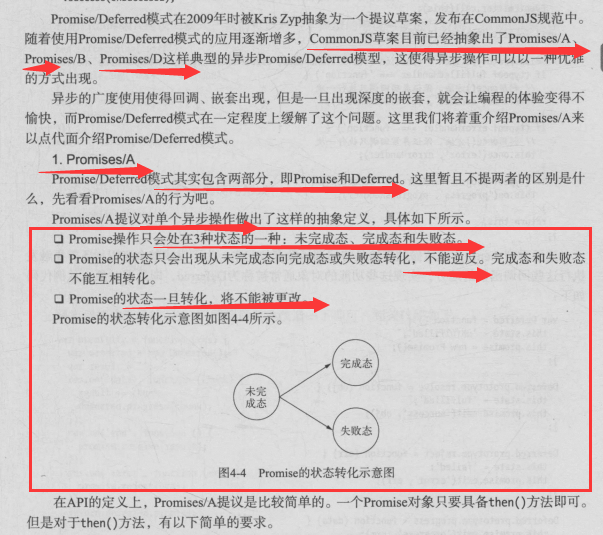 Promise/Deferred模式在2009年时被Kris Zyp抽象为一个提议草案，发布在CommonJS规范中。
随着使用Promise/Deferred模式的应用逐渐增多，CommonJS草案目前已经抽象出了Promises/A、
Promises/B、Promises/D这样典型的异步Promise/Deferred模型，这使得异步操作可以以一种优雅
的方式出现。
异步的广度使用使得回调、嵌套出现，但是一旦出现深度的嵌套，就会让编程的体验变得不
愉快，而Promise/Deferred模式在一定程度上缓解了这个问题。这里我们将着重介绍Promises/A来
以点代面介绍Promise/Deferred模式。
1. Promises/A
Promise/Deferred模式其实包含两部分，即Promise和Deferred。这里暂且不提两者的区别是什
么，先看看Promises/A的行为吧。
Promises/A提议对单个异步操作做出了这样的抽象定义，具体如下所示。
❑ Promise操作只会处在3种状态的一种：未完成态、完成态和失败态。
❑ Promise的状态只会出现从未完成态向完成态或失败态转化，不能逆反。完成态和失败态
不能互相转化。
❑ Promise的状态一旦转化，将不能被更改。
Promise的状态转化示意图如图4-4所示。
完成态
未完
成态
失败态
图4-4 Promise的状态转化示意图
在API的定义上，Promises/A提议是比较简单的。一个Promise对象只要具备then()方法即可。
但是对于then()方法，有以下简单的要求。